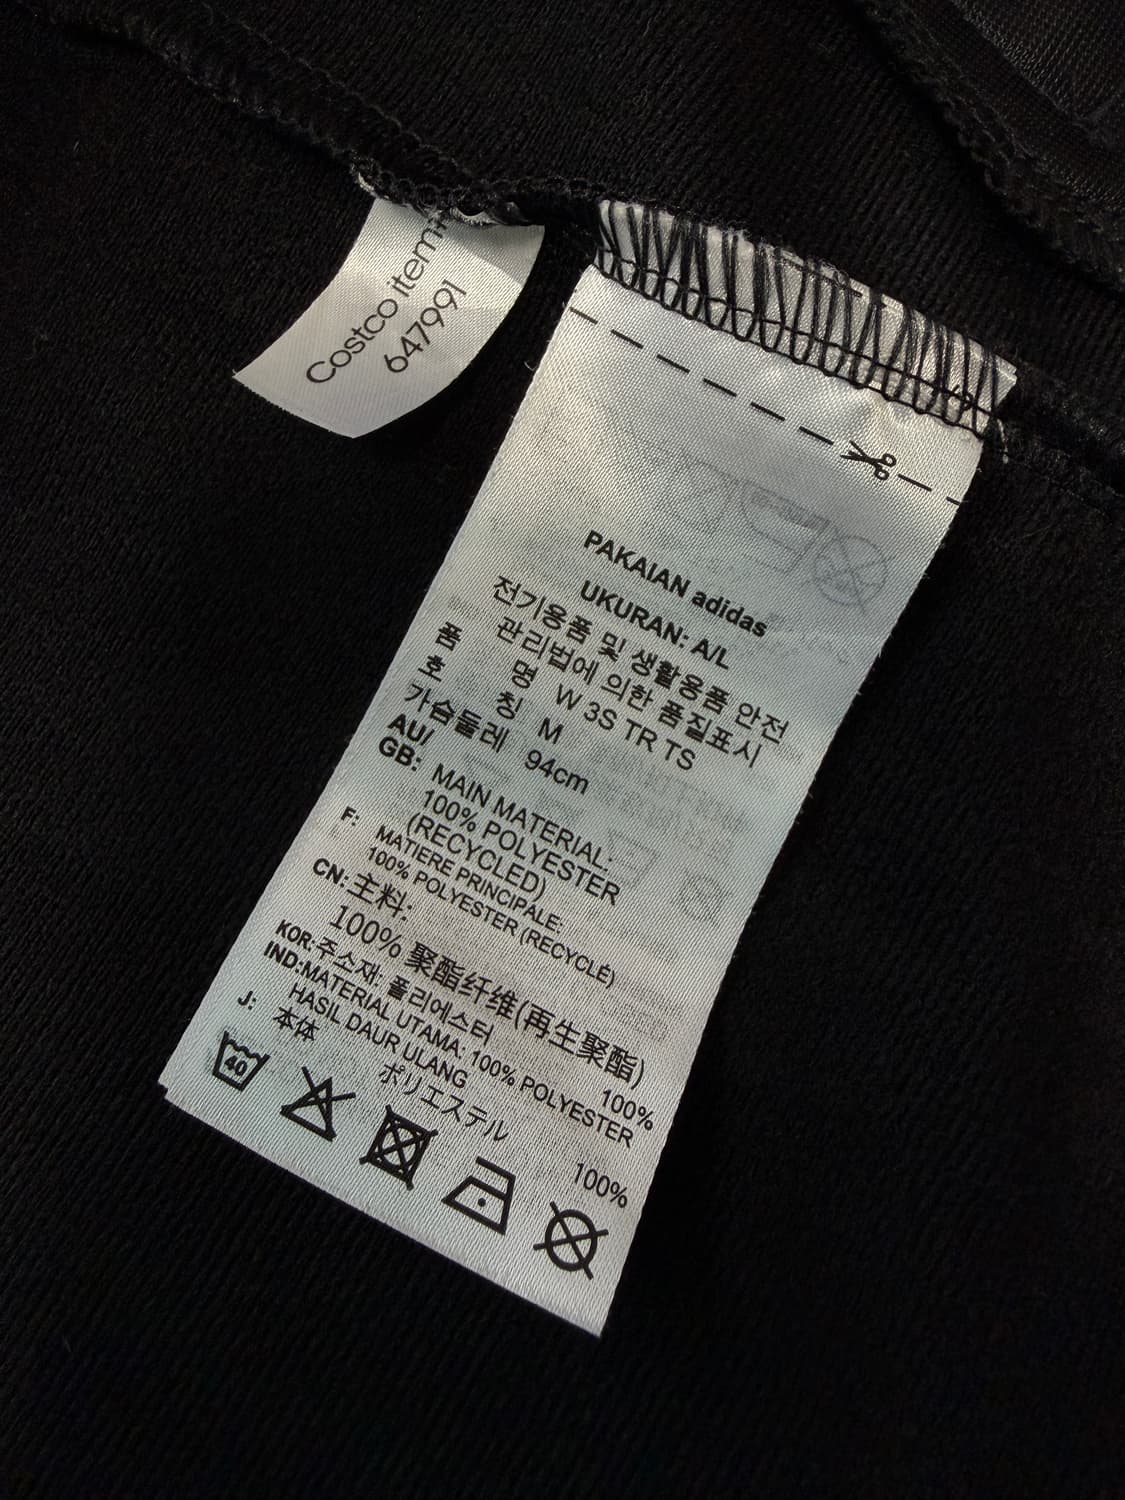 Costco item#
647991
PAKAIAN adidas
UKURAN: A/L
전기용품 및 생활용품 안전
관리법에 의한 품질표시
품 명 W 3S TR TS
호 칭 M
가슴둘레 94cm
AU/
GB: MAIN MATERIAL:
100% POLYESTER
(RECYCLED)
F: MATIERE PRINCIPALE:
100% POLYESTER (RECYCLÉ)
CN: 主料:
100% 聚酯纤维(再生聚酯)
KOR: 주소재: 폴리에스터 100%
IND: MATERIAL UTAMA: 100% POLYESTER
HASIL DAUR ULANG
J: 本体
ポリエステル 100%
40